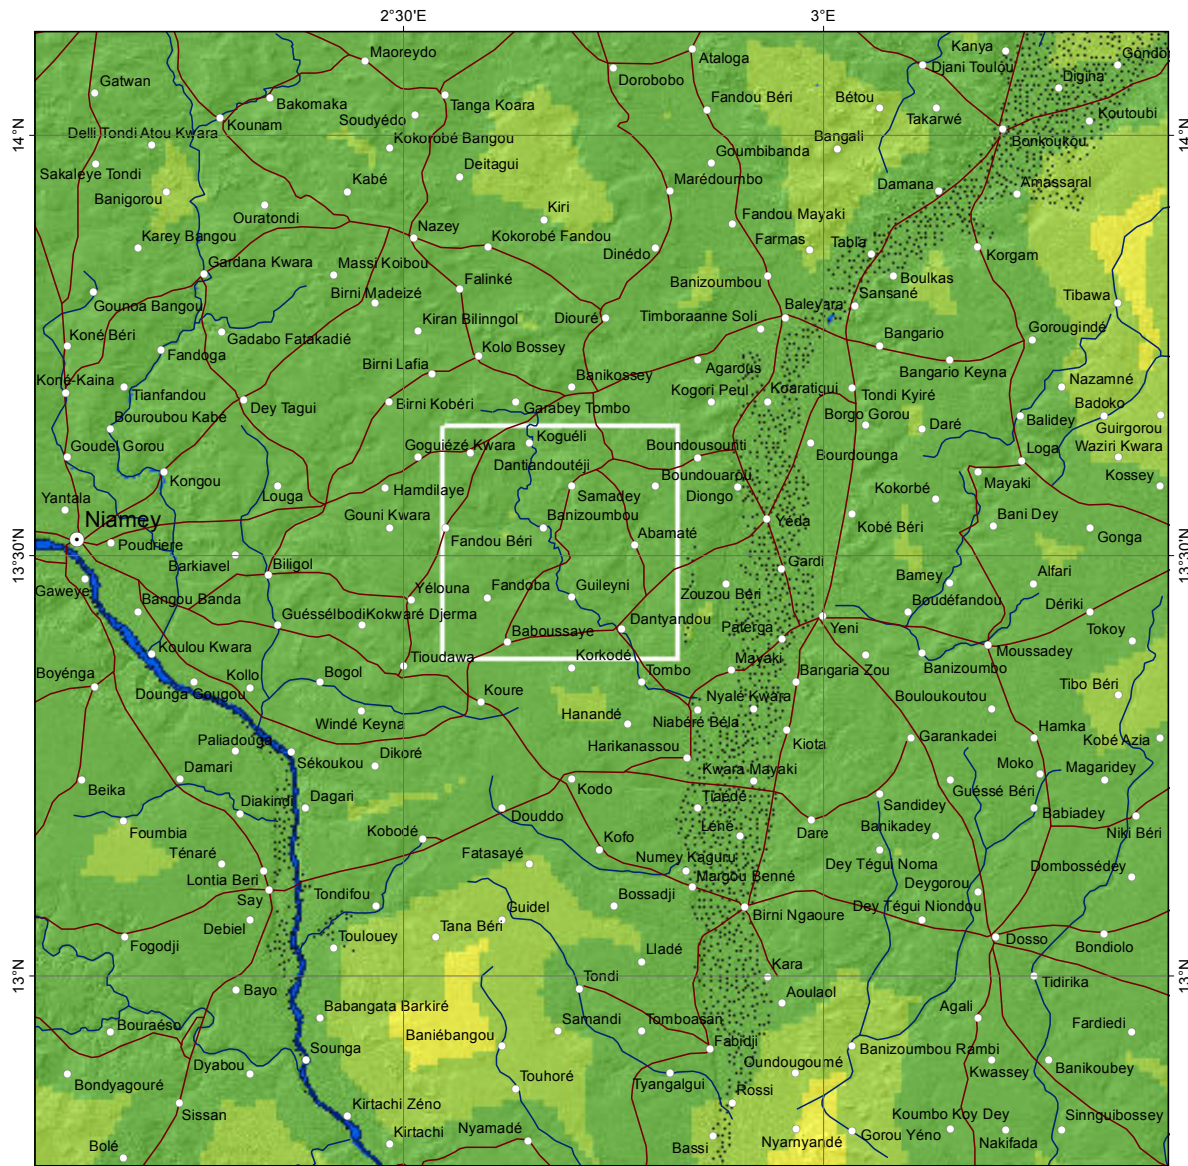 2°30'E
3°E
Maoreydo
Ataloga
Kanya
Gondo
Djani Toulou
Dorobobo
Gatwan
Digina
Bakomaka
Tanga Koara
Fandou Béri
Bétou
Takarwé
Koutoubi
Kounam
Soudyédo
14°N
14°N
Delli Tondi Atou Kwara
Kokorobé Bangou
Bangali
Bonkoukou
Goumbibanda
Deitagui
Sakaleye Tondi
Kabé
Marédoumbo
Damana
Amassaral
Banigorou
Ouratondi
Kiri
Fandou Mayaki
Nazey
Karey Bangou
Kokorobé Fandou
Dinédo
Farmas
Tabla
Korgam
Gardana Kwara
Massi Koibou
Falinké
Banizoumbou
Boulkas
Birni Madeizé
Sansané
Tibawa
Gounoa Bangou
Baleyara
Kiran Bilinngol
Diouré
Timboraanne Soli
Bangario
Gorougindé
Koné Béri
Gadabo Fatakadié
Fandoga
Kolo Bossey
Birni Lafia
Agarous
Bangario Keyna
Koné-Kaina
Banikossey
Kogori Peul
Koaratigui
Tondi Kyiré
Nazamné
Tianfandou
Dey Tagui
Birni Kobéri
Garabey Tombo
Borgo Gorou
Badoko
Bouroubou Kabé
Daré
Balidey
Guirgorou
Goudel Gorou
Goguiézé Kwara
Koguéli
Boundousounti
Bourdounga
Loga
Waziri Kwara
Dantiandoutéji
Kongou
Louga
Hamdilaye
Samadey
Boundouarou
Diongo
Kokorbé
Mayaki
Kossey
Yantala
Niamey
Gouni Kwara
Banizoumbou
Yéda
Kobé Béri
Bani Dey
Gonga
Poudriere
Fandou Béri
Abamaté
13°30'N
13°30'N
Barkiavel
Biligol
Gardi
Gaweye
Yélouna
Fandoba
Guileyni
Zouzou Béri
Bamey
Alfari
Bangou Banda
Guéssélbodi
Kokwaré Djerma
Boudéfandou
Dériki
Dantyandou
Yeni
Tokoy
Koulou Kwara
Baboussaye
Paterga
Moussadey
Tioudawa
Korkodé
Mayaki
Bangaria Zou
Banizoumbo
Boyénga
Kollo
Bogol
Tombo
Tibo Béri
Dounga Gougou
Koure
Nyalé Kwara
Bouloukoutou
Windé Keyna
Hanandé
Niabéré Béla
Hamka
Paliadouga
Dikoré
Harikanassou
Kiota
Garankadei
Kobé Azia
Sékoukou
Damari
Kwara Mayaki
Moko
Magaridey
Beika
Kodo
Guéssé Béri
Diakindi
Dagari
Douddo
Tiaédé
Sandidey
Babiadey
Foumbia
Kobodé
Kofo
Léné
Dare
Banikadey
Niki Béri
Ténaré
Fatasayé
Numey Kaguru
Dey Tégui Noma
Dombossédey
Lontia Beri
Margou Benné
Deygorou
Say
Tondifou
Bossadji
Birni Ngaoure
Dey Tégui Niondou
Guidel
Debiel
Tana Béri
Fogodji
Toulouey
Lladé
Dosso
Bondiolo
Tondi
Kara
13°N
13°N
Tidirika
Bayo
Aoulaol
Babangata Barkiré
Agali
Bouraéso
Samandi
Tomboasan
Fardiedi
Baniébangou
Fabidji
Banizoumbou Rambi
Sounga
Oundougoumé
Dyabou
Kwassey
Banikoubey
Bondyagouré
Touhoré
Tyangalgui
Rossi
Sissan
Kirtachi Zéno
Koumbo Koy Dey
Sinnguibossey
Kirtachi
Nyamadé
Bolé
Bassi
Nyarnyandé
Gorou Yéno
Nakifada